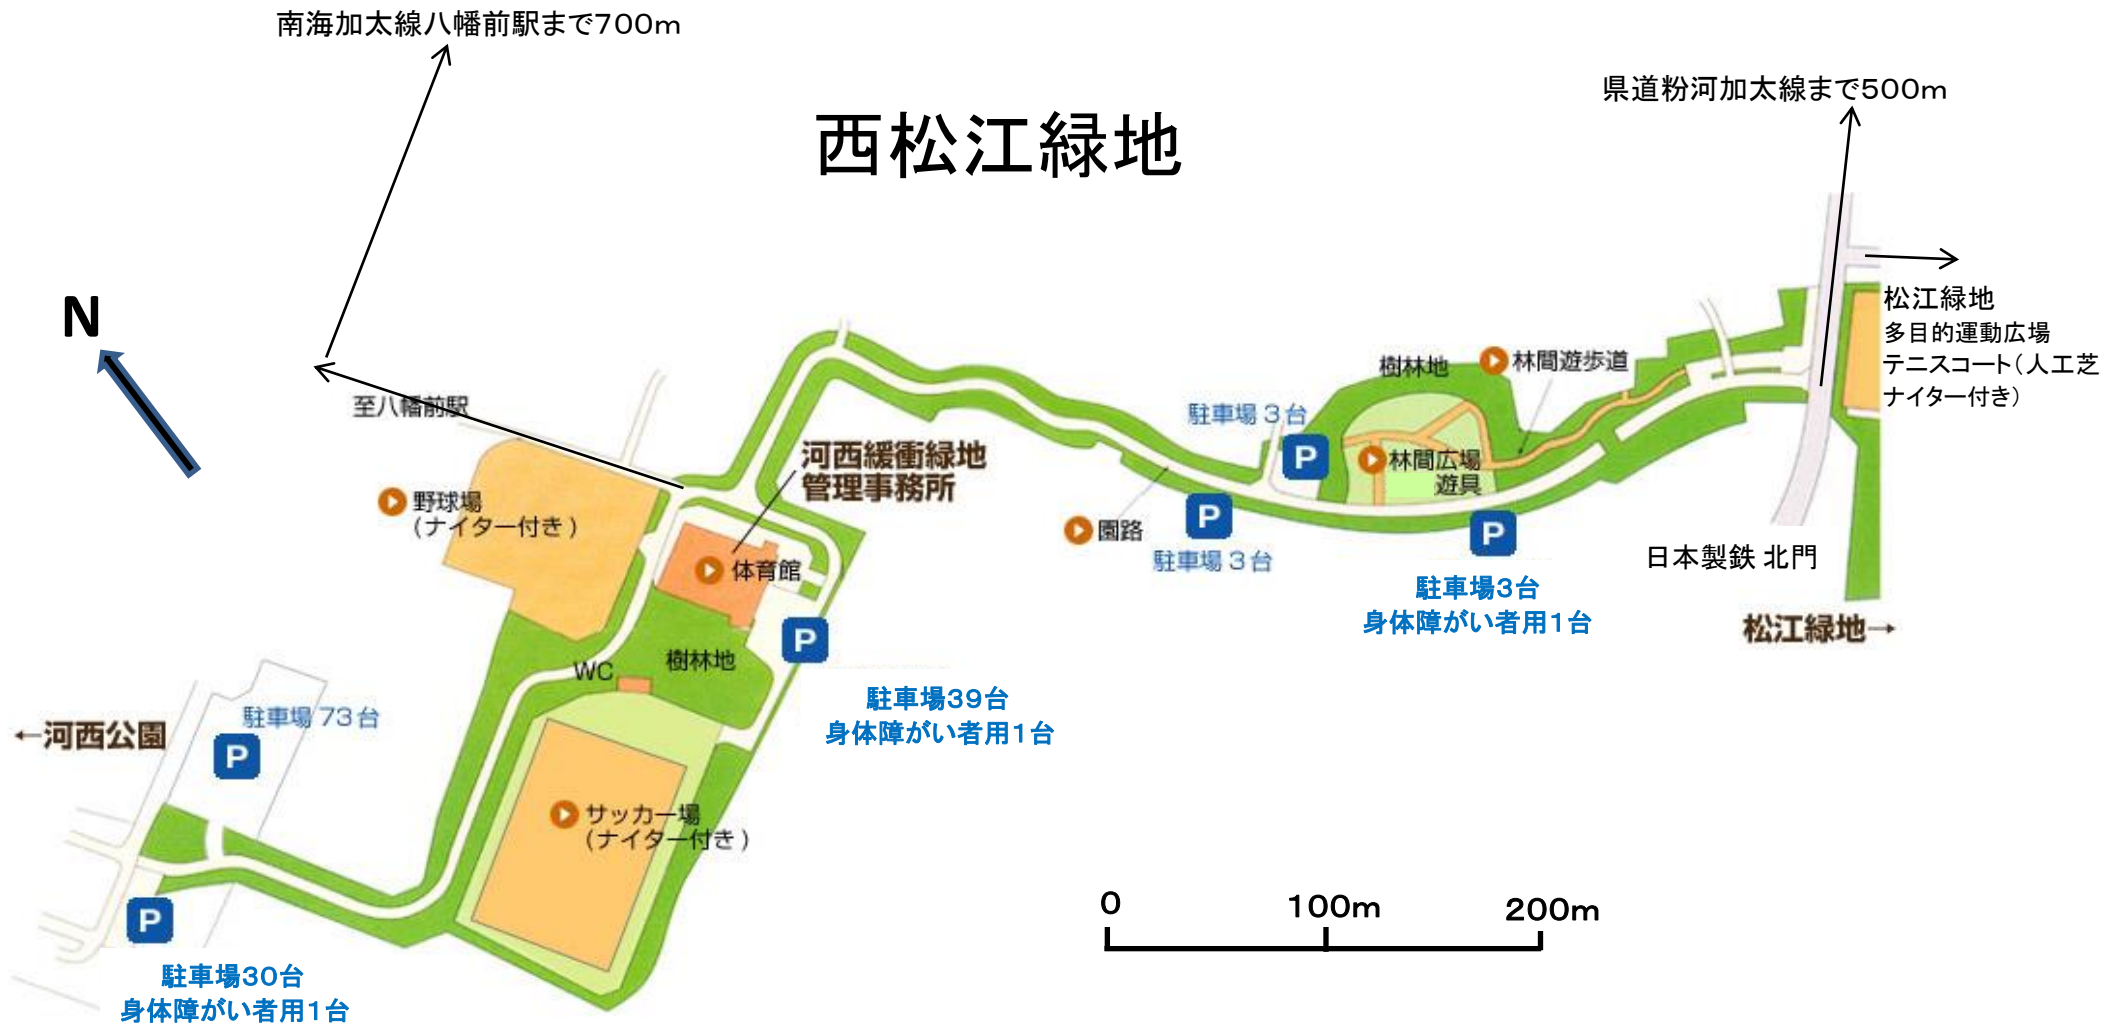 南海加太線八幡前駅まで700m
県道粉河加太線まで500m
西松江緑地
N
松江緑地
多目的運動広場
テニスコート(人工芝
ナイター付き)
至八幡前駅
樹林地
林間遊歩道
駐車場3台
P
河西緩衝緑地
管理事務所
林間広場
遊具
野球場
(ナイター付き)
P
園路
P
駐車場3台
日本製鉄 北門
体育館
駐車場3台
身体障がい者用1台
P
松江緑地→
WC
樹林地
駐車場39台
身体障がい者用1台
駐車場73台
←河西公園
P
サッカー場
(ナイター付き)
0
100m
200m
P
駐車場30台
身体障がい者用1台